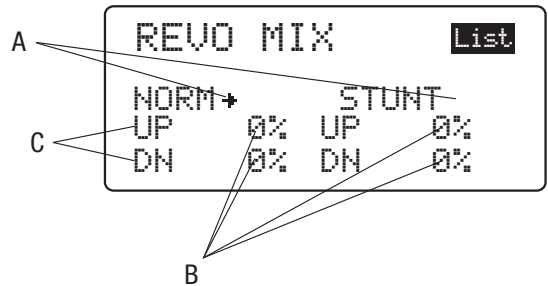 A
REVO MIX List
NORM→ STUNT
C
UP 0% UP 0%
DN 0% DN 0%
B